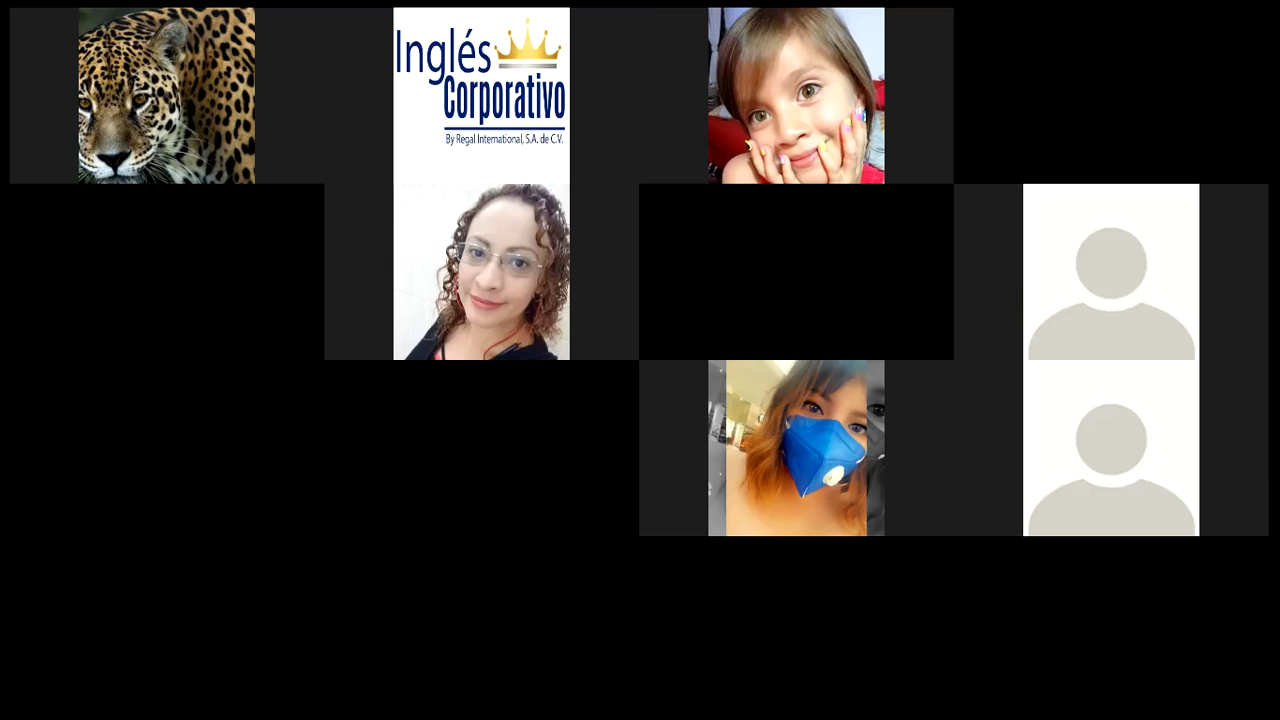 Inglés
Corporativo
By Regal International, S.A. de C.V.